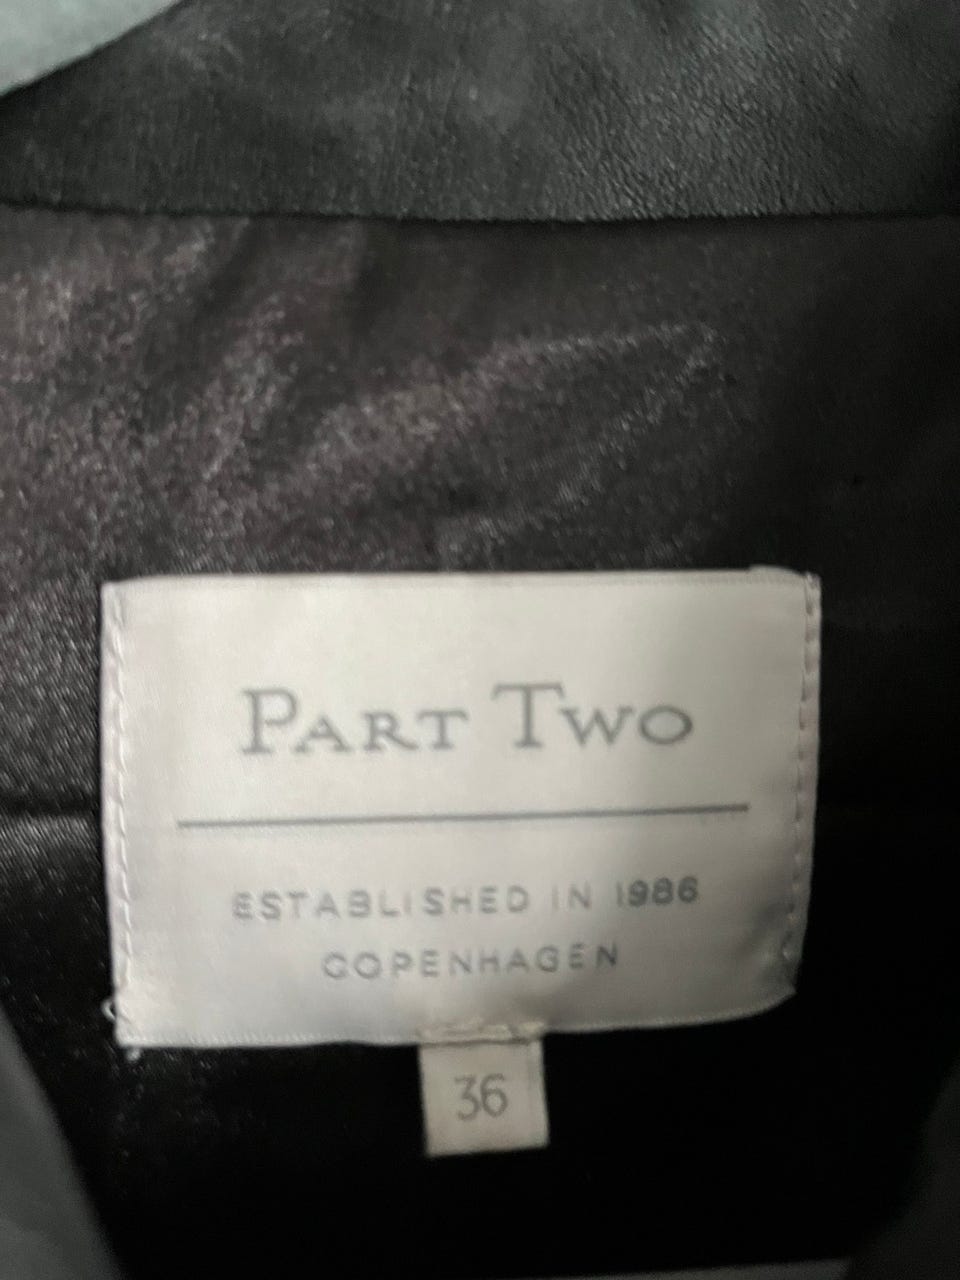 PART TWO
ESTABLISHED IN 1986
COPENHAGEN
36